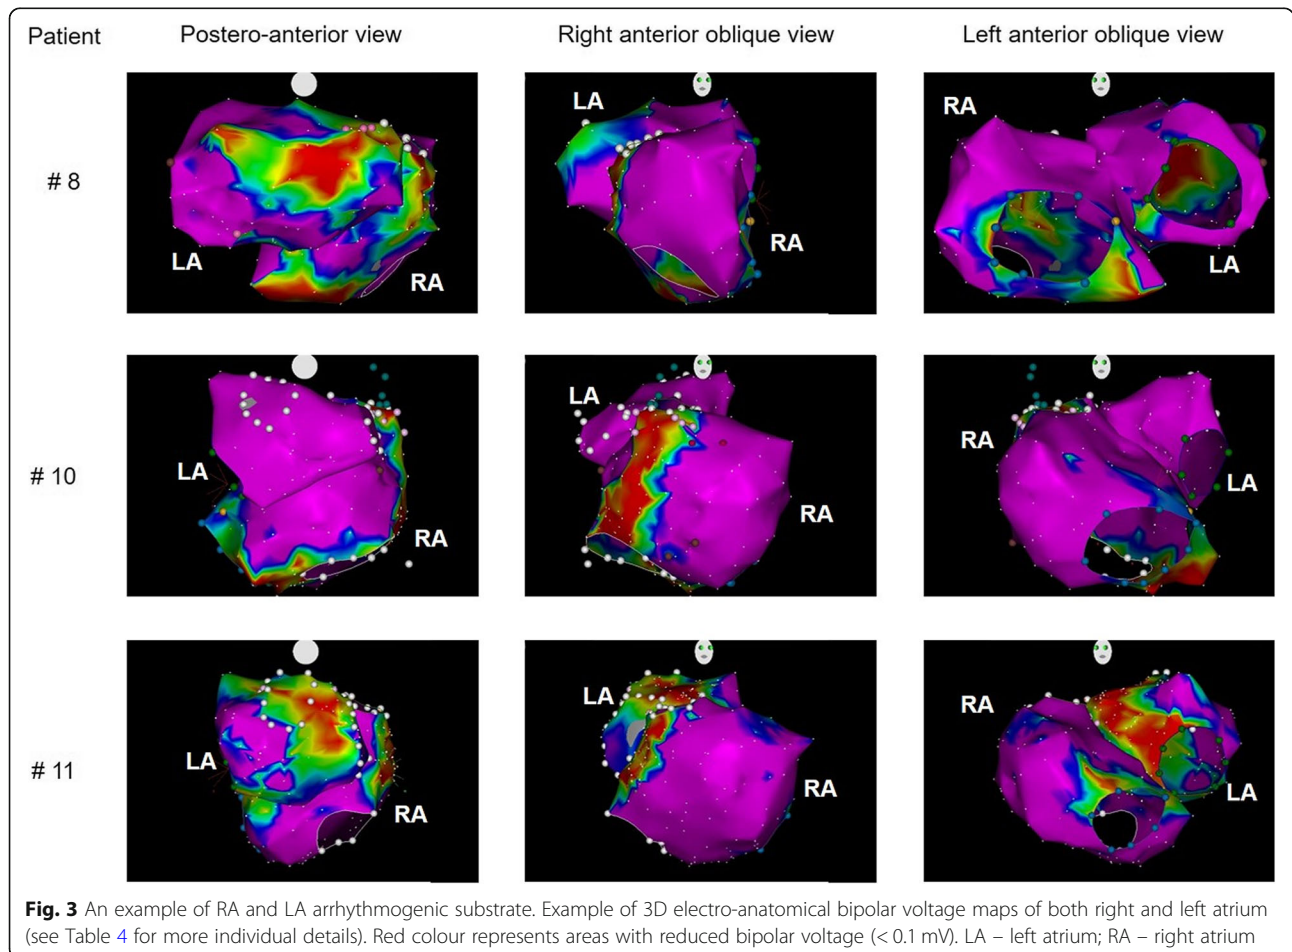 Patient Postero-anterior view Right anterior oblique view Left anterior oblique view
# 8 LA RA LA RA RA LA
# 10 LA RA LA RA RA LA
# 11 LA RA LA RA RA LA
Fig. 3 An example of RA and LA arrhythmogenic substrate. Example of 3D electro-anatomical bipolar voltage maps of both right and left atrium
(see Table 4 for more individual details). Red colour represents areas with reduced bipolar voltage (< 0.1 mV). LA – left atrium; RA – right atrium